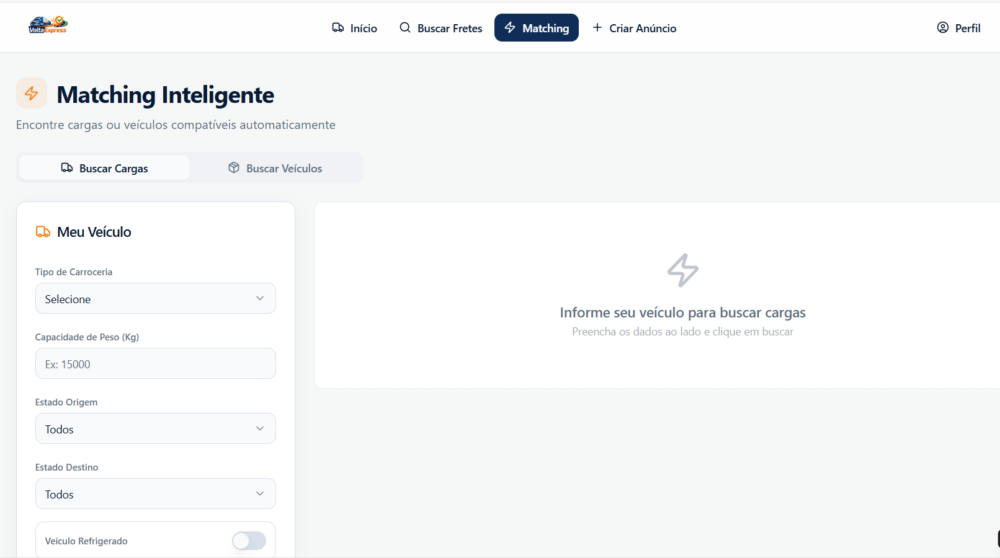 VoltaExpress
Início
Buscar Fretes
Matching
Criar Anúncio
Perfil
Matching Inteligente
Encontre cargas ou veículos compatíveis automaticamente
Buscar Cargas
Buscar Veículos
Meu Veículo
Tipo de Carroceria
Selecione
Capacidade de Peso (Kg)
Ex: 15000
Estado Origem
Todos
Estado Destino
Todos
Veículo Refrigerado
Informe seu veículo para buscar cargas
Preencha os dados ao lado e clique em buscar